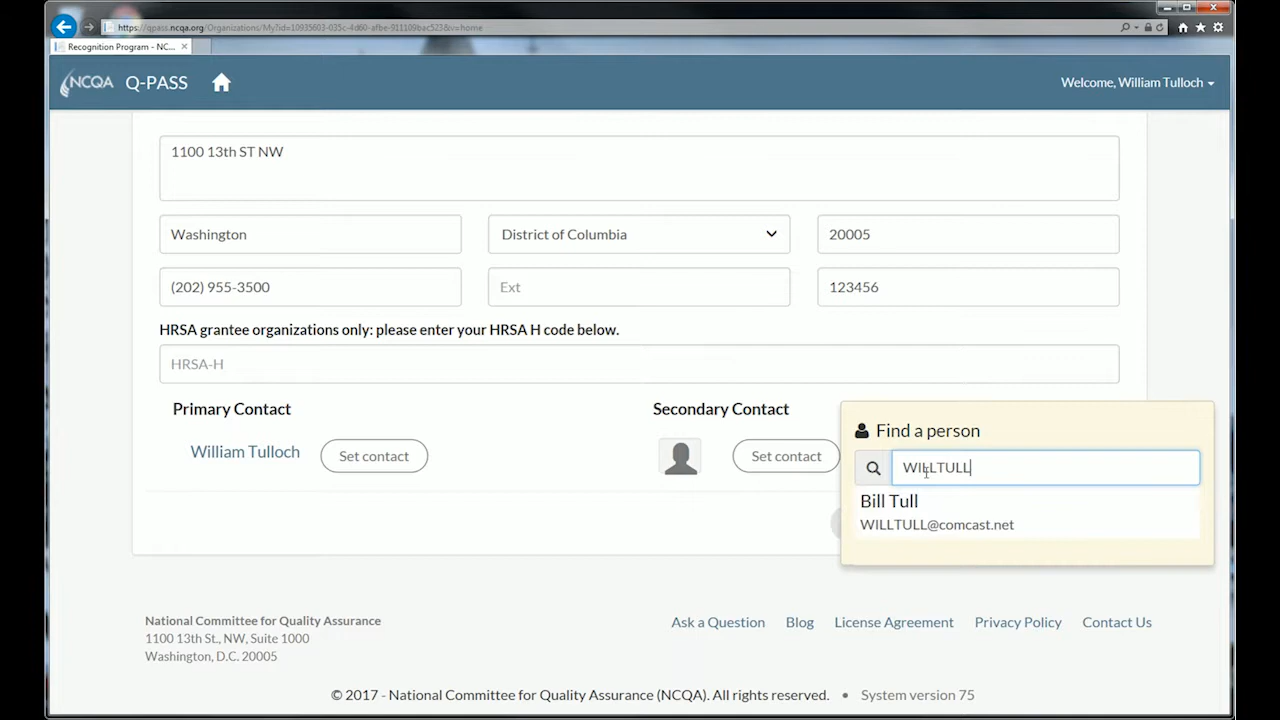 https://qpass.ncqa.org/Organizations/MyTid=10935603-035c-4d60-afbe-911109bac523&v=home
Recognition Program - NC...
NCQA Q-PASS
Welcome, William Tulloch
1100 13th ST NW
Washington District of Columbia 20005
(202) 955-3500 Ext 123456
HRSA grantee organizations only: please enter your HRSA H code below.
HRSA-H
Primary Contact Secondary Contact
Find a person
William Tulloch Set contact Set contact
WILLTULL
Bill Tull
WILLTULL@comcast.net
National Committee for Quality Assurance
1100 13th St., NW, Suite 1000
Washington, D.C. 20005
Ask a Question Blog License Agreement Privacy Policy Contact Us
© 2017 - National Committee for Quality Assurance (NCQA). All rights reserved. • System version 75